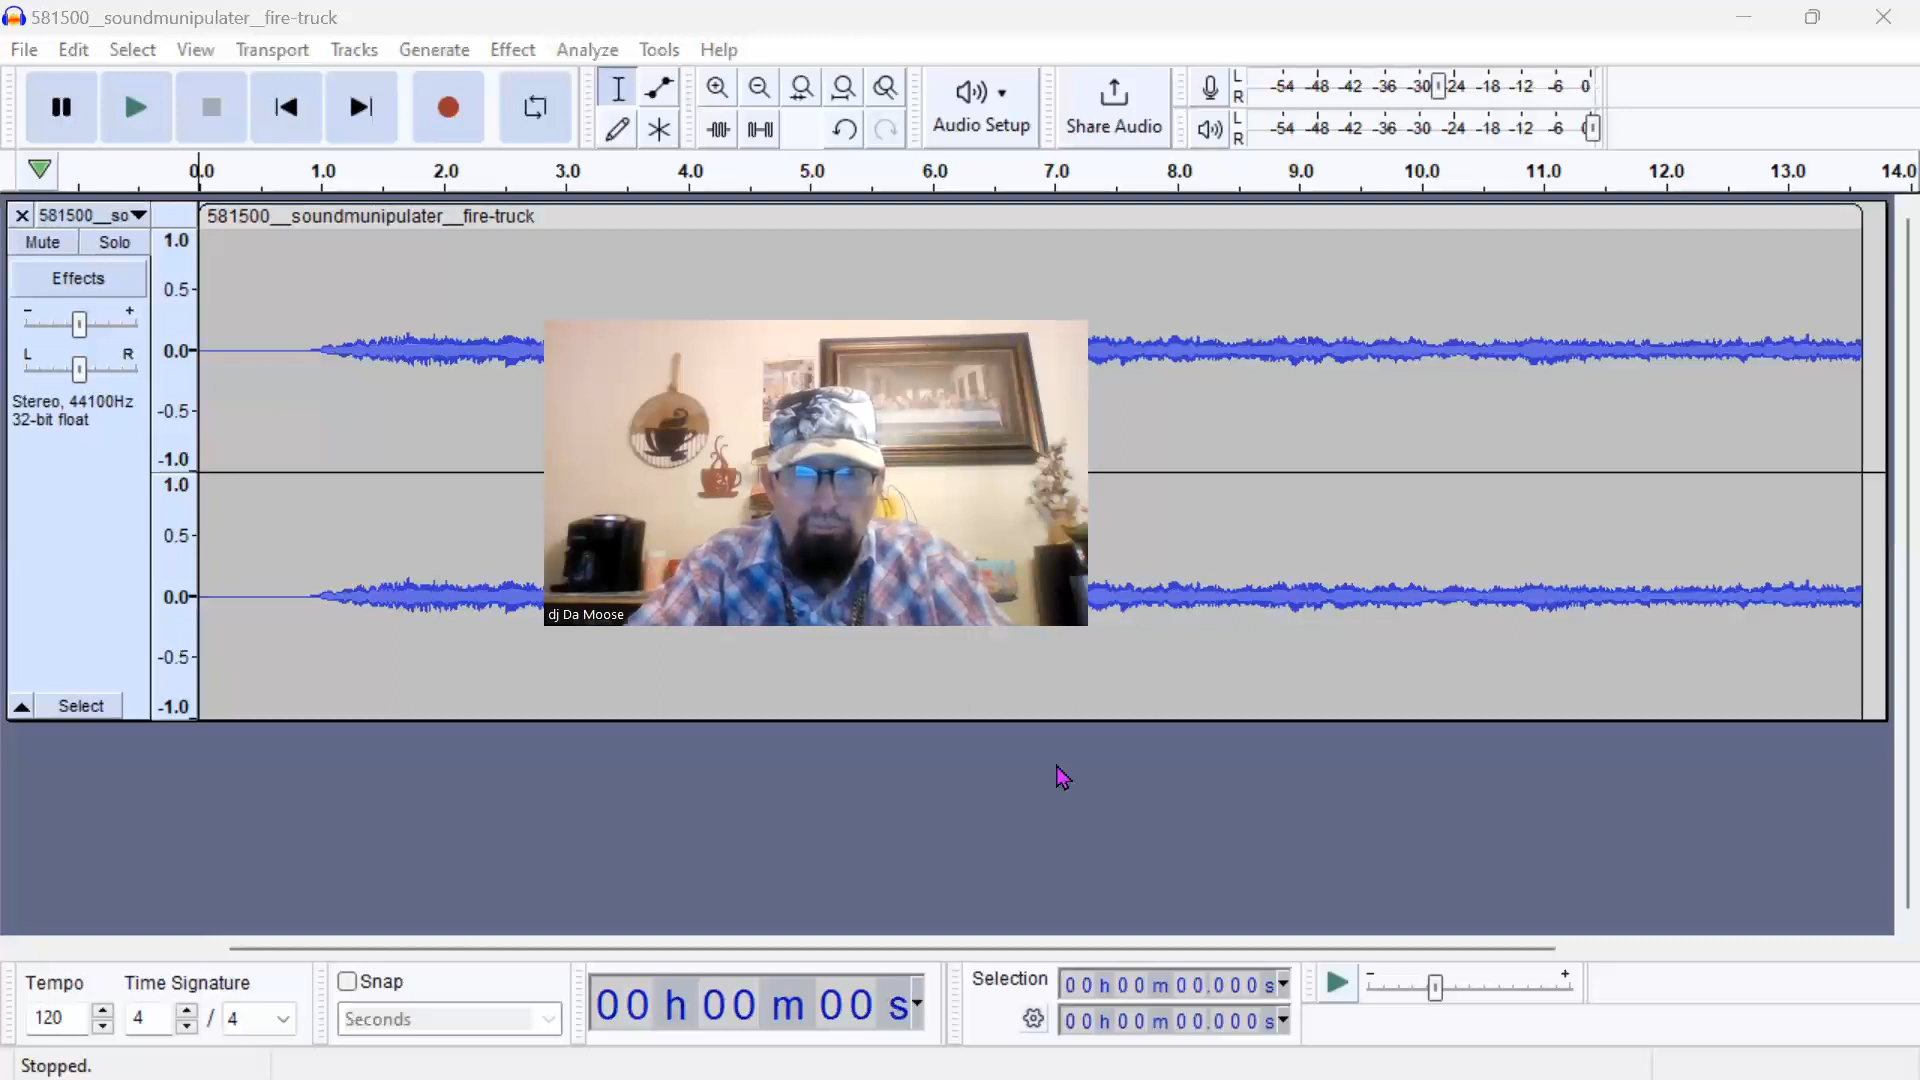 581500__soundmunipulater__fire-truck
File Edit Select View Transport Tracks Generate Effect Analyze Tools Help
Audio Setup
Share Audio
L
R
-54 -48 -42 -36 -30 -24 -18 -12 -6 0
L
R
-54 -48 -42 -36 -30 -24 -18 -12 -6 0
0.0 1.0 2.0 3.0 4.0 5.0 6.0 7.0 8.0 9.0 10.0 11.0 12.0 13.0 14.0
581500__so
581500__soundmunipulater__fire-truck
Mute Solo
Effects
- +
L R
Stereo, 44100Hz
32-bit float
Select
1.0
0.5-
0.0-
-0.5-
-1.0
1.0
0.5-
0.0-
-0.5-
-1.0
dj Da Moose
Tempo
120
Time Signature
4 / 4
Snap
Seconds
00 h 00 m 00 s
Selection
00 h 00 m 00.000 s
00 h 00 m 00.000 s
- +
Stopped.